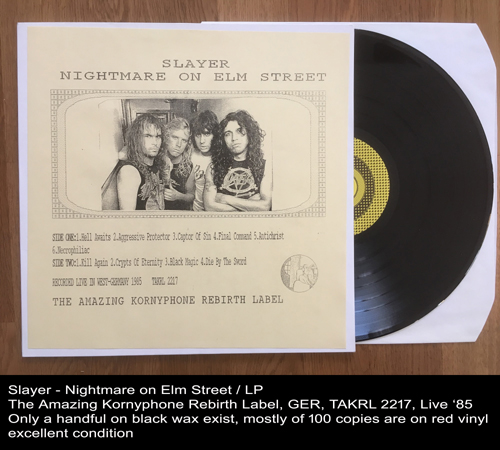 SLAYER
NIGHTMARE ON ELM STREET
SIDE ONE:1.Hell Awaits 2.Aggressive Protector 3.Captor Of Sin 4.Final Command 5.Antichrist
6.Necrophiliac
SIDE TWO:1.Kill Again 2.Crypts Of Eternity 3.Black Magic 4.Die By The Sword
RECORDED LIVE IN WEST-GERMANY 1985 TAKRL 2217
THE AMAZING KORNYPHONE REBIRTH LABEL
Slayer - Nightmare on Elm Street / LP
The Amazing Kornyphone Rebirth Label, GER, TAKRL 2217, Live '85
Only a handful on black wax exist, mostly of 100 copies are on red vinyl
excellent condition